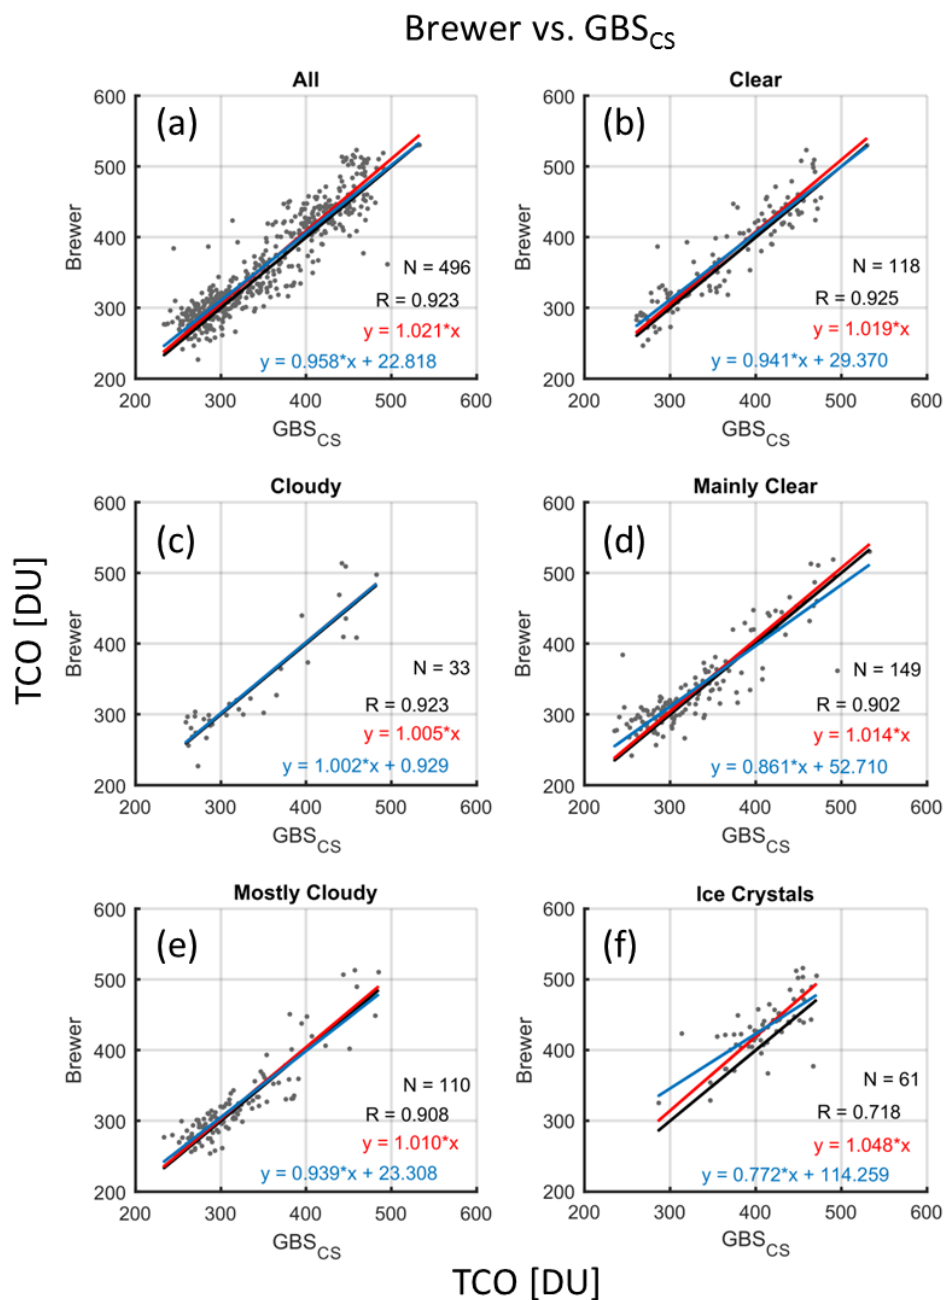 Brewer vs. GBS_CS
All
(a)
600
500
400
300
200
Brewer
N = 496
R = 0.923
y = 1.021*x
y = 0.958*x + 22.818
200 300 400 500 600
GBS_CS
Clear
(b)
600
500
400
300
200
Brewer
N = 118
R = 0.925
y = 1.019*x
y = 0.941*x + 29.370
200 300 400 500 600
GBS_CS
TCO [DU]
Cloudy
(c)
600
500
400
300
200
Brewer
N = 33
R = 0.923
y = 1.005*x
y = 1.002*x + 0.929
200 300 400 500 600
GBS_CS
Mainly Clear
(d)
600
500
400
300
200
Brewer
N = 149
R = 0.902
y = 1.014*x
y = 0.861*x + 52.710
200 300 400 500 600
GBS_CS
Mostly Cloudy
(e)
600
500
400
300
200
Brewer
N = 110
R = 0.908
y = 1.010*x
y = 0.939*x + 23.308
200 300 400 500 600
GBS_CS
Ice Crystals
(f)
600
500
400
300
200
Brewer
N = 61
R = 0.718
y = 1.048*x
y = 0.772*x + 114.259
200 300 400 500 600
GBS_CS
TCO [DU]